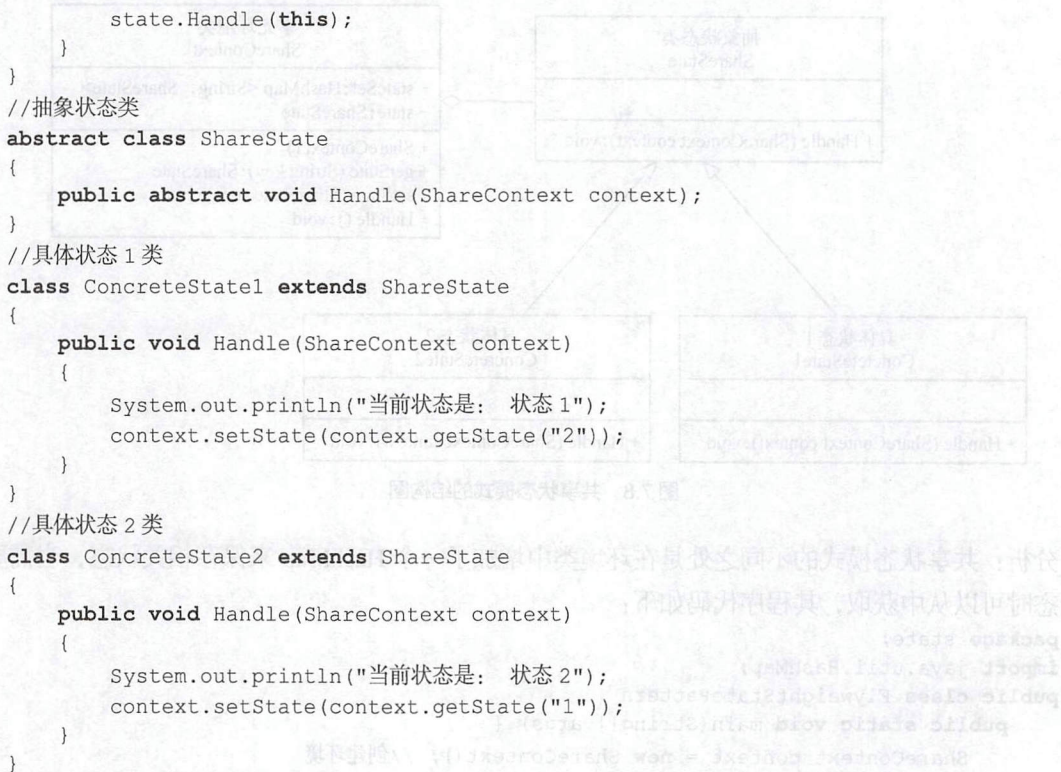 state.Handle(this);
}
}
//抽象状态类
abstract class ShareState
{
public abstract void Handle(ShareContext context);
}
//具体状态 1 类
class ConcreteState1 extends ShareState
{
public void Handle(ShareContext context)
{
System.out.println("当前状态是： 状态 1");
context.setState(context.getState("2"));
}
}
//具体状态 2 类
class ConcreteState2 extends ShareState
{
public void Handle(ShareContext context)
{
System.out.println("当前状态是： 状态 2");
context.setState(context.getState("1"));
}
}